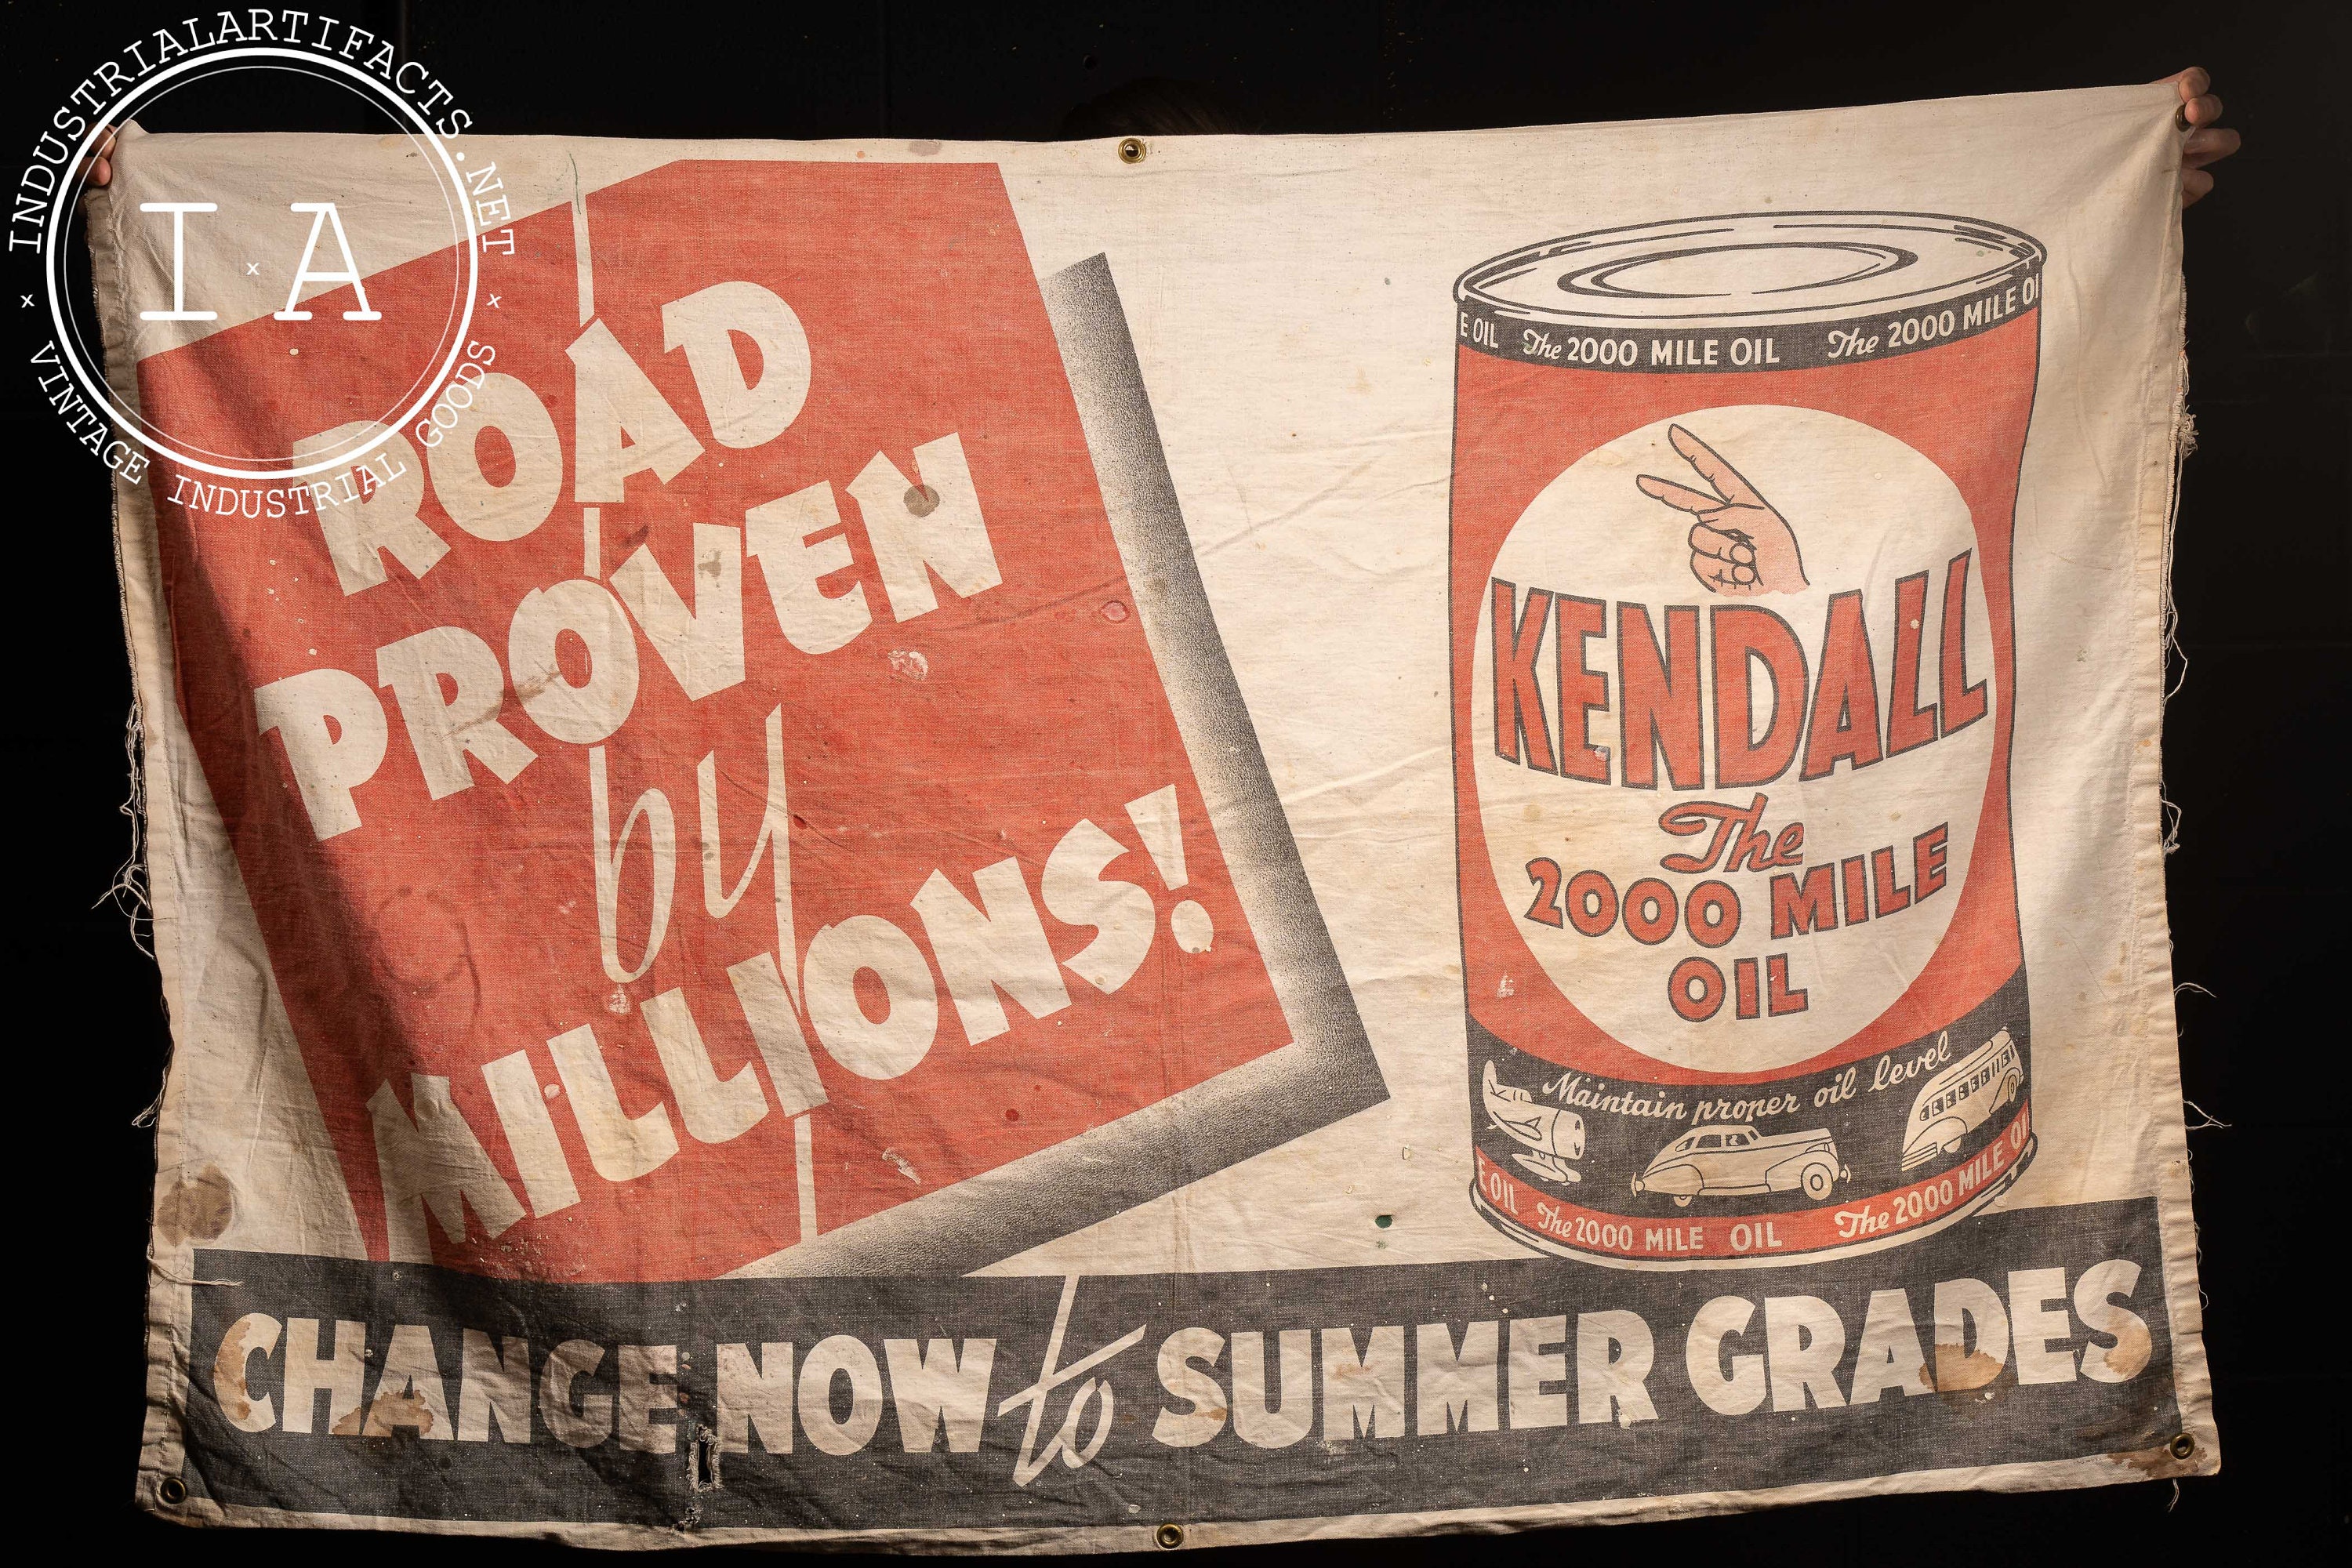 INDUSTRIALARTIFACTS.NET
I x A
x VINTAGE INDUSTRIAL GOODS x
ROAD
PROVEN
by
MILLIONS!
E OIL The 2000 MILE OIL The 2000 MILE OI
KENDALL
The
2000 MILE
OIL
Maintain proper oil level
E OIL The 2000 MILE OIL The 2000 MILE OI
CHANGE NOW to SUMMER GRADES